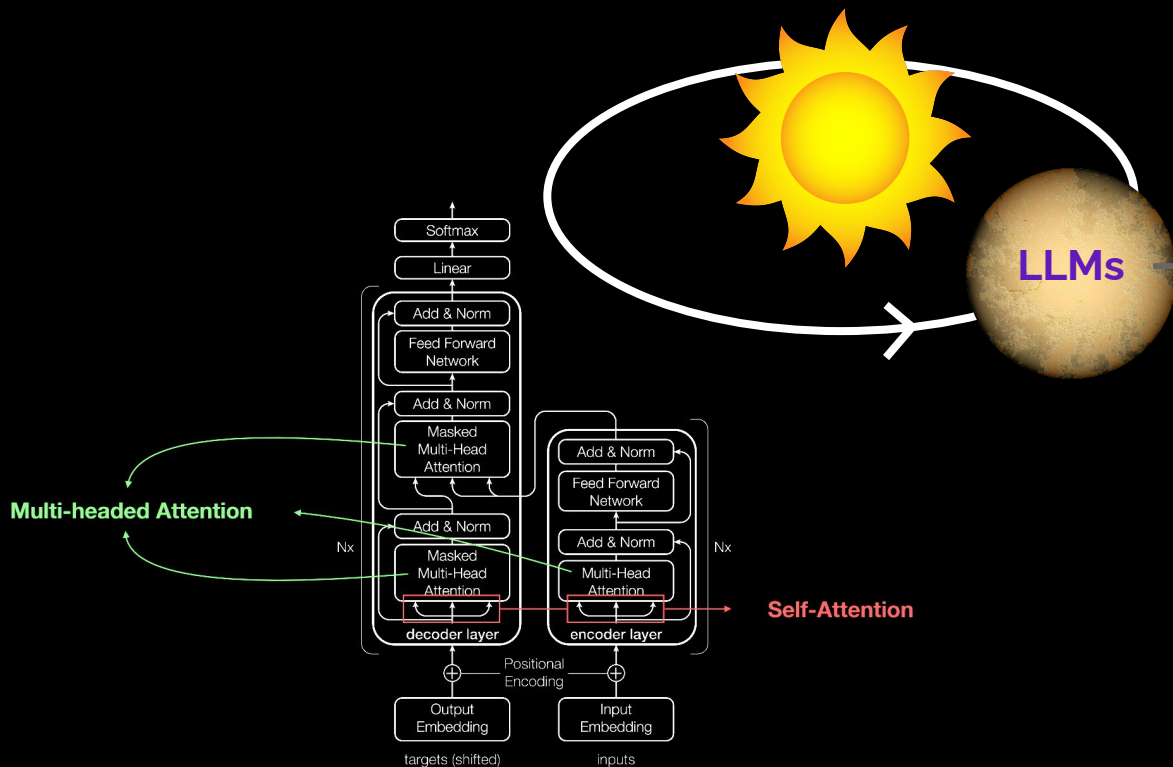 LLMs
Softmax
Linear
Add & Norm
Feed Forward
Network
Add & Norm
Masked
Multi-Head
Attention
Add & Norm
Masked
Multi-Head
Attention
decoder layer
Nx
Add & Norm
Feed Forward
Network
Add & Norm
Multi-Head
Attention
encoder layer
Nx
Multi-headed Attention
Self-Attention
Positional
Encoding
Output
Embedding
Input
Embedding
targets (shifted)
inputs